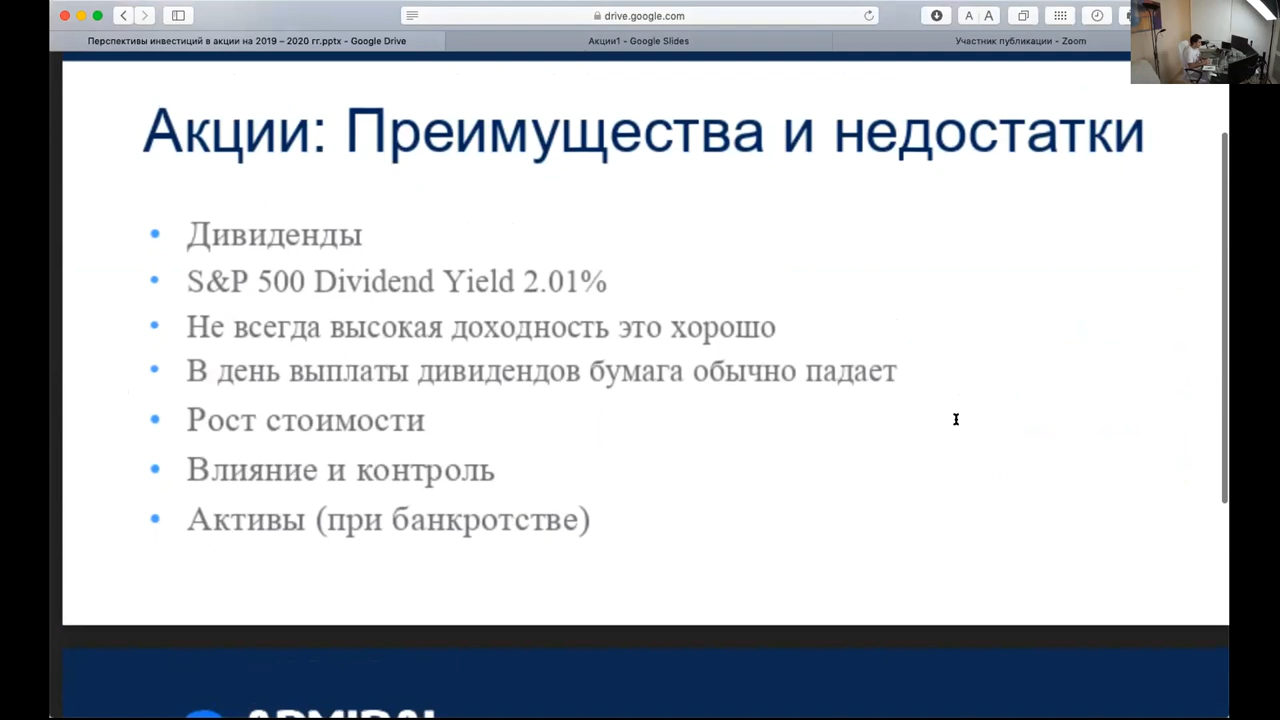 drive.google.com
A A
Перспективы инвестиций в акции на 2019 – 2020 гг.pptx - Google Drive
Акции1 - Google Slides
Участник публикации - Zoom
Акции: Преимущества и недостатки
Дивиденды
S&P 500 Dividend Yield 2.01%
Не всегда высокая доходность это хорошо
В день выплаты дивидендов бумага обычно падает
Рост стоимости
Влияние и контроль
Активы (при банкротстве)
ADMIRAL